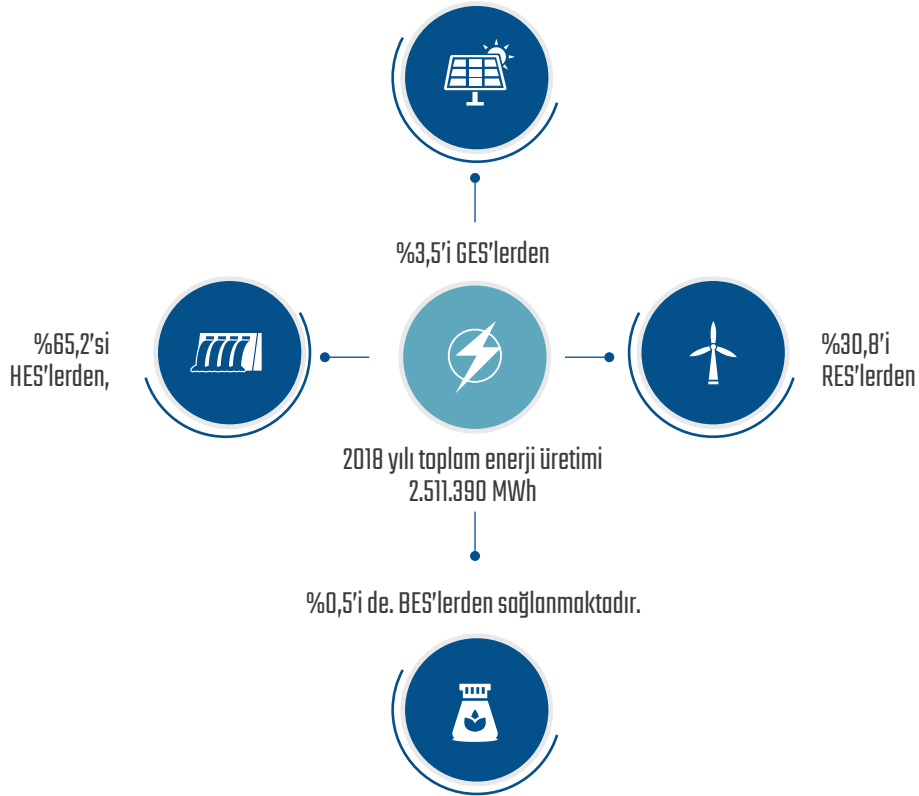 %3,5’i GES’lerden
%65,2’si
HES’lerden,
%30,8’i
RES’lerden
2018 yılı toplam enerji üretimi
2.511.390 MWh
%0,5’i de. BES’lerden sağlanmaktadır.